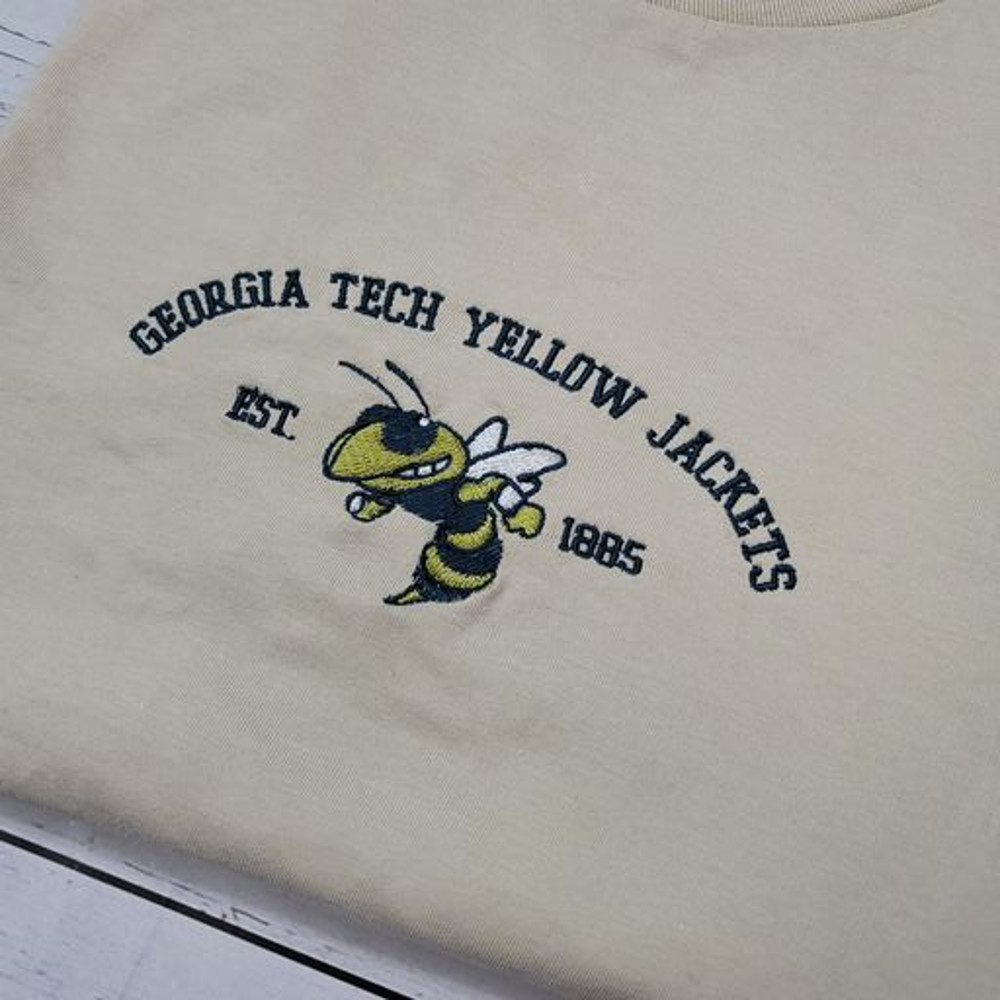 GEORGIA TECH YELLOW JACKETS
EST.
1885